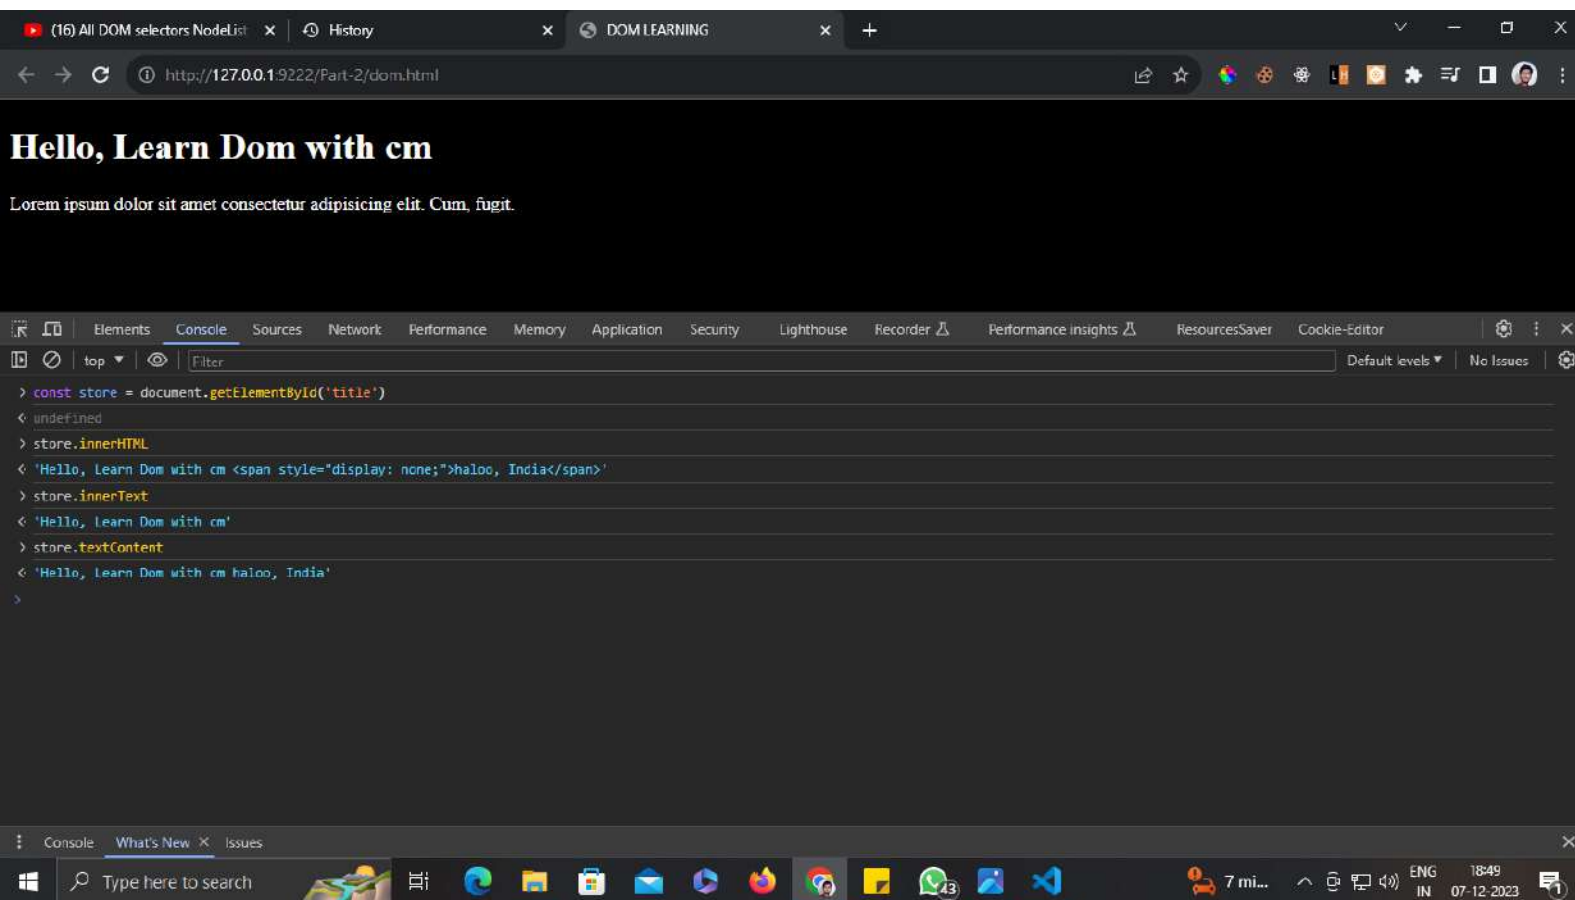 (16) All DOM selectors NodeList
History
DOM LEARNING
http://127.0.0.1:9222/Part-2/dom.html
Hello, Learn Dom with cm
Lorem ipsum dolor sit amet consectetur adipisicing elit. Cum, fugit.
Elements Console Sources Network Performance Memory Application Security Lighthouse Recorder Performance insights ResourcesSaver Cookie-Editor
top Filter Default levels No Issues
> const store = document.getElementById('title')
< undefined
> store.innerHTML
< 'Hello, Learn Dom with cm <span style="display: none;">haloo, India</span>'
> store.innerText
< 'Hello, Learn Dom with cm'
> store.textContent
< 'Hello, Learn Dom with cm haloo, India'
>
Console What's New Issues
Type here to search 43 7 mi... ENG 18:49
IN 07-12-2023 1